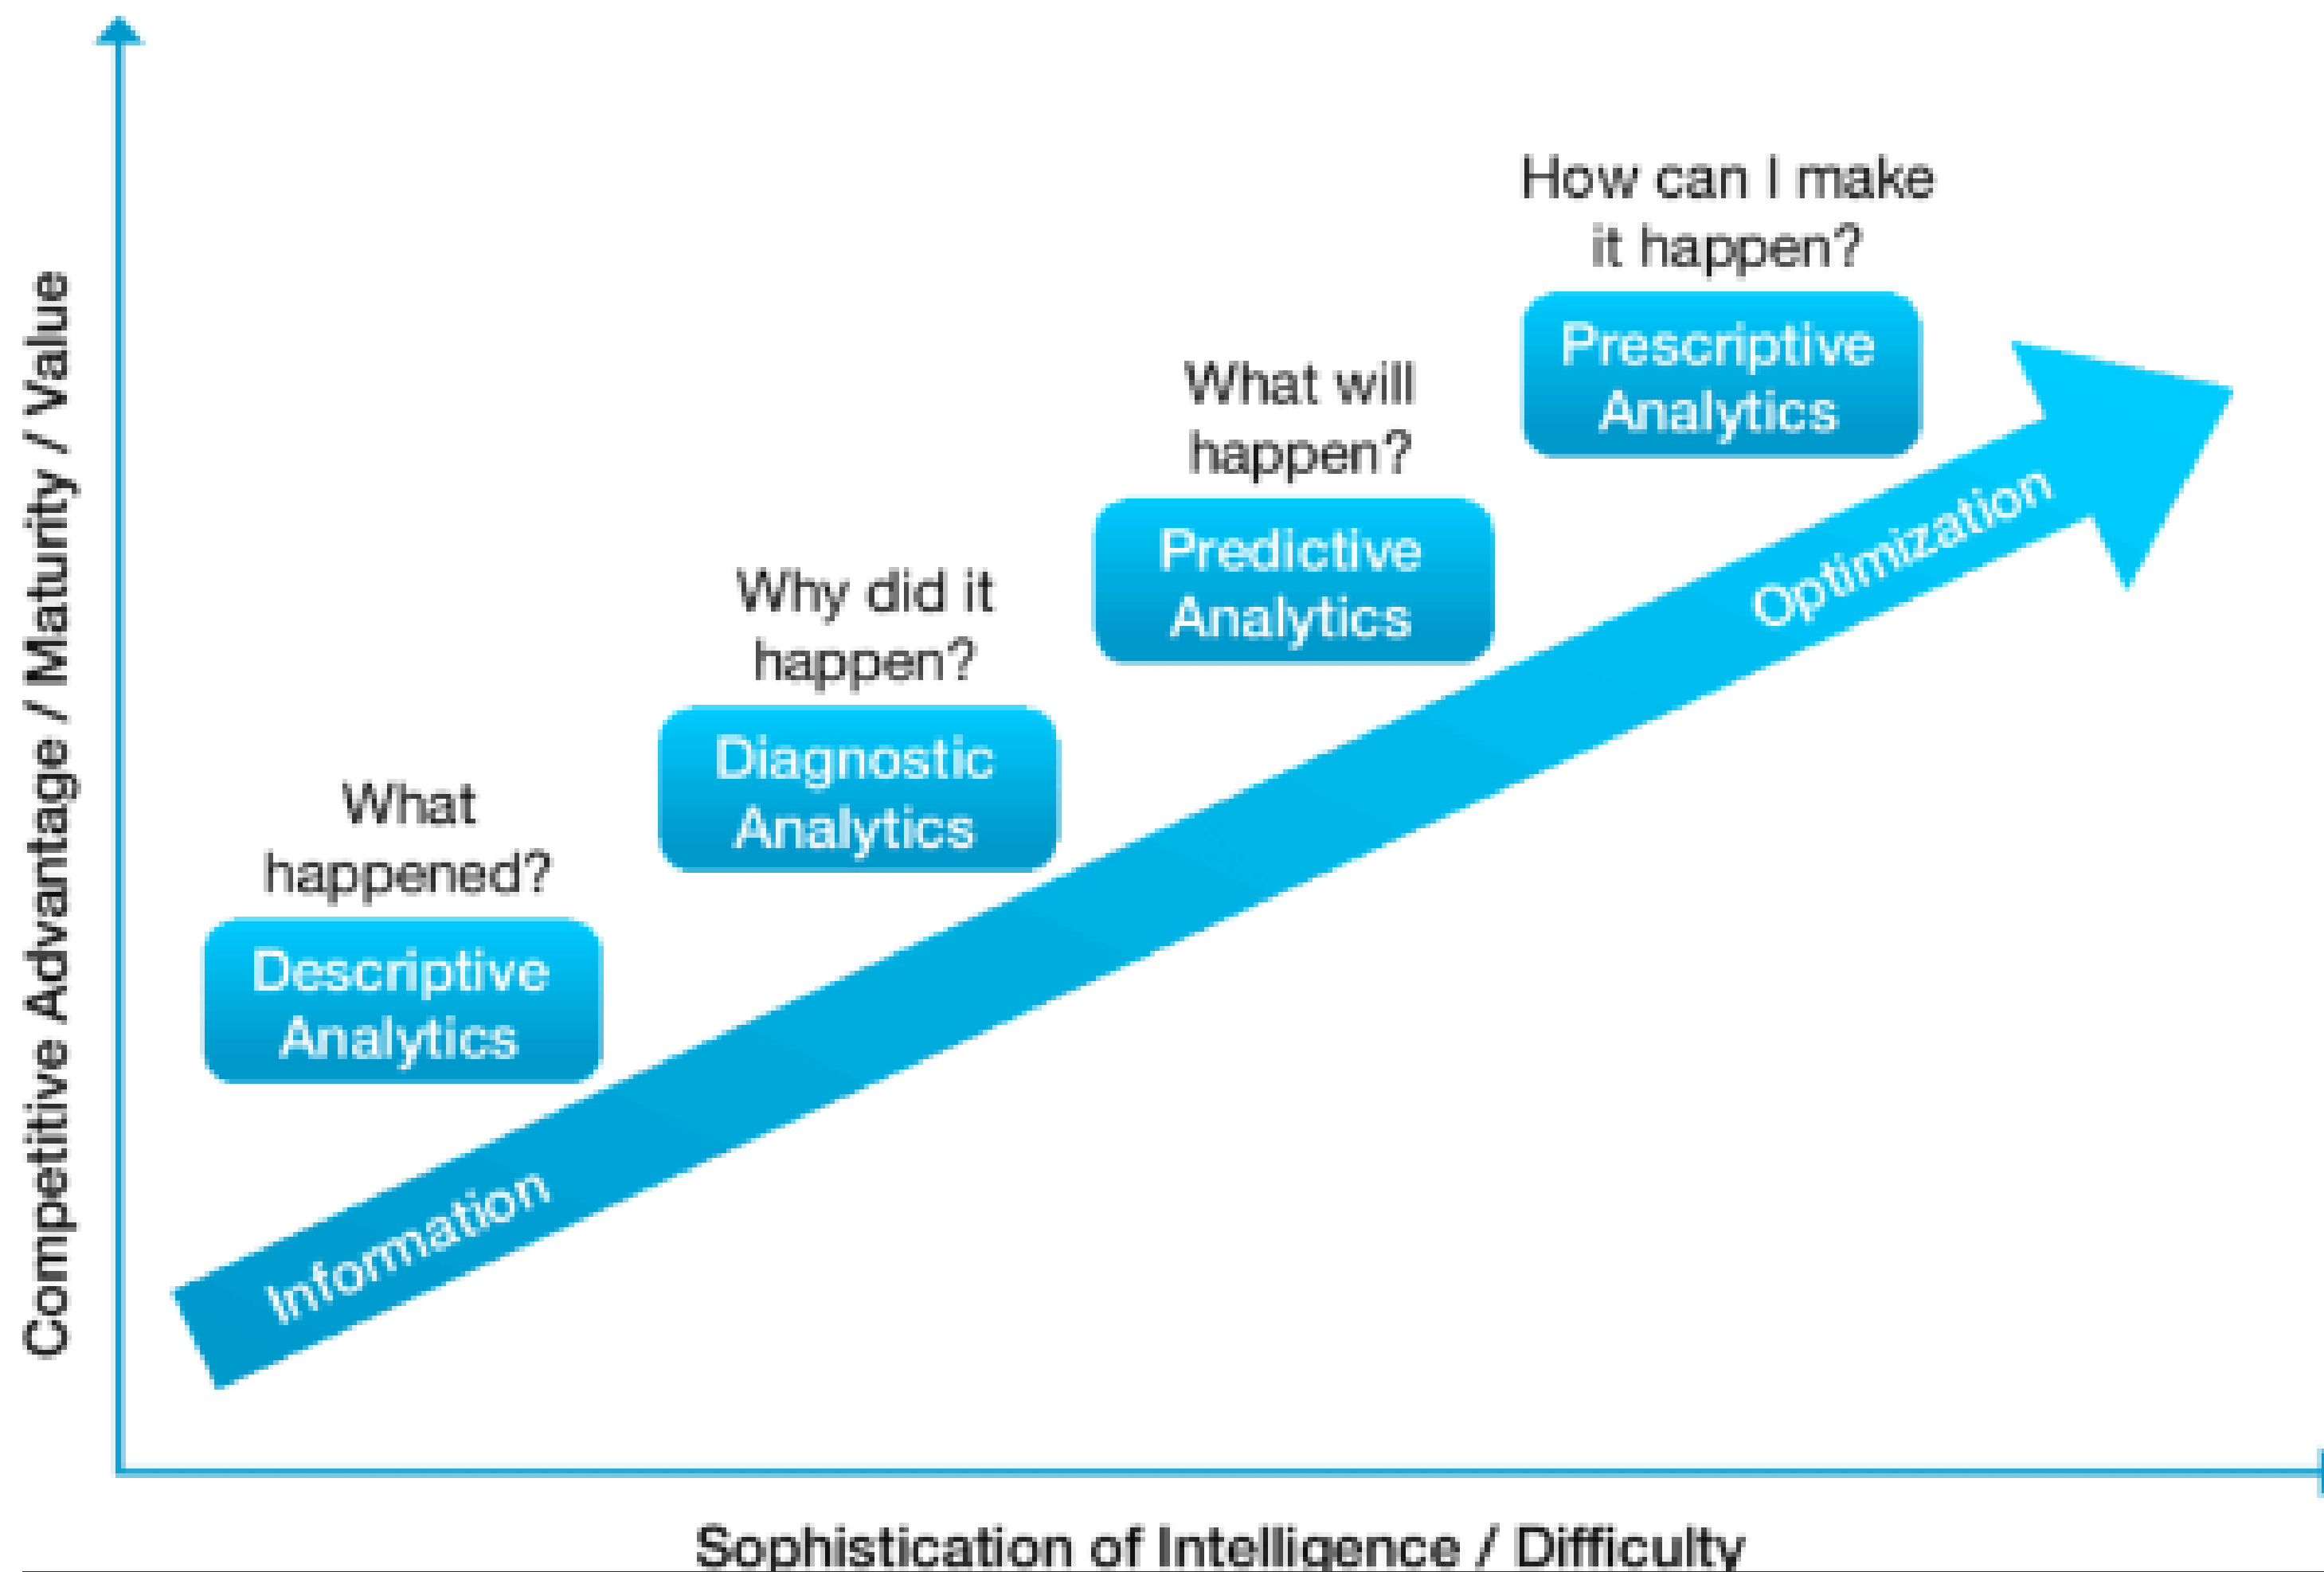 Competitive Advantage / Maturity / Value
How can I make
it happen?
Prescriptive
Analytics
What will
happen?
Predictive
Analytics
Why did it
happen?
Diagnostic
Analytics
What
happened?
Descriptive
Analytics
Information
Optimization
Sophistication of Intelligence / Difficulty